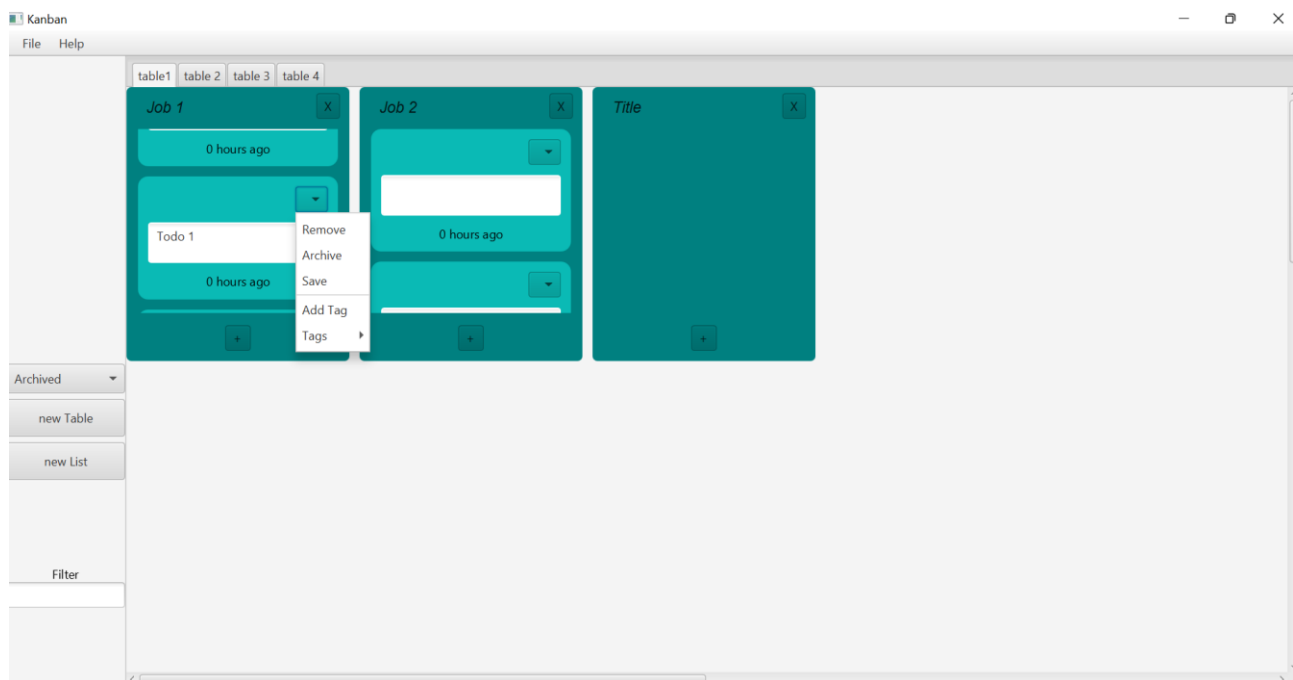 Kanban
File Help
table1 table 2 table 3 table 4
Job 1 X
0 hours ago
Todo 1
0 hours ago
+
Remove
Archive
Save
Add Tag
Tags
Job 2 X
0 hours ago
+
Title X
+
Archived
new Table
new List
Filter